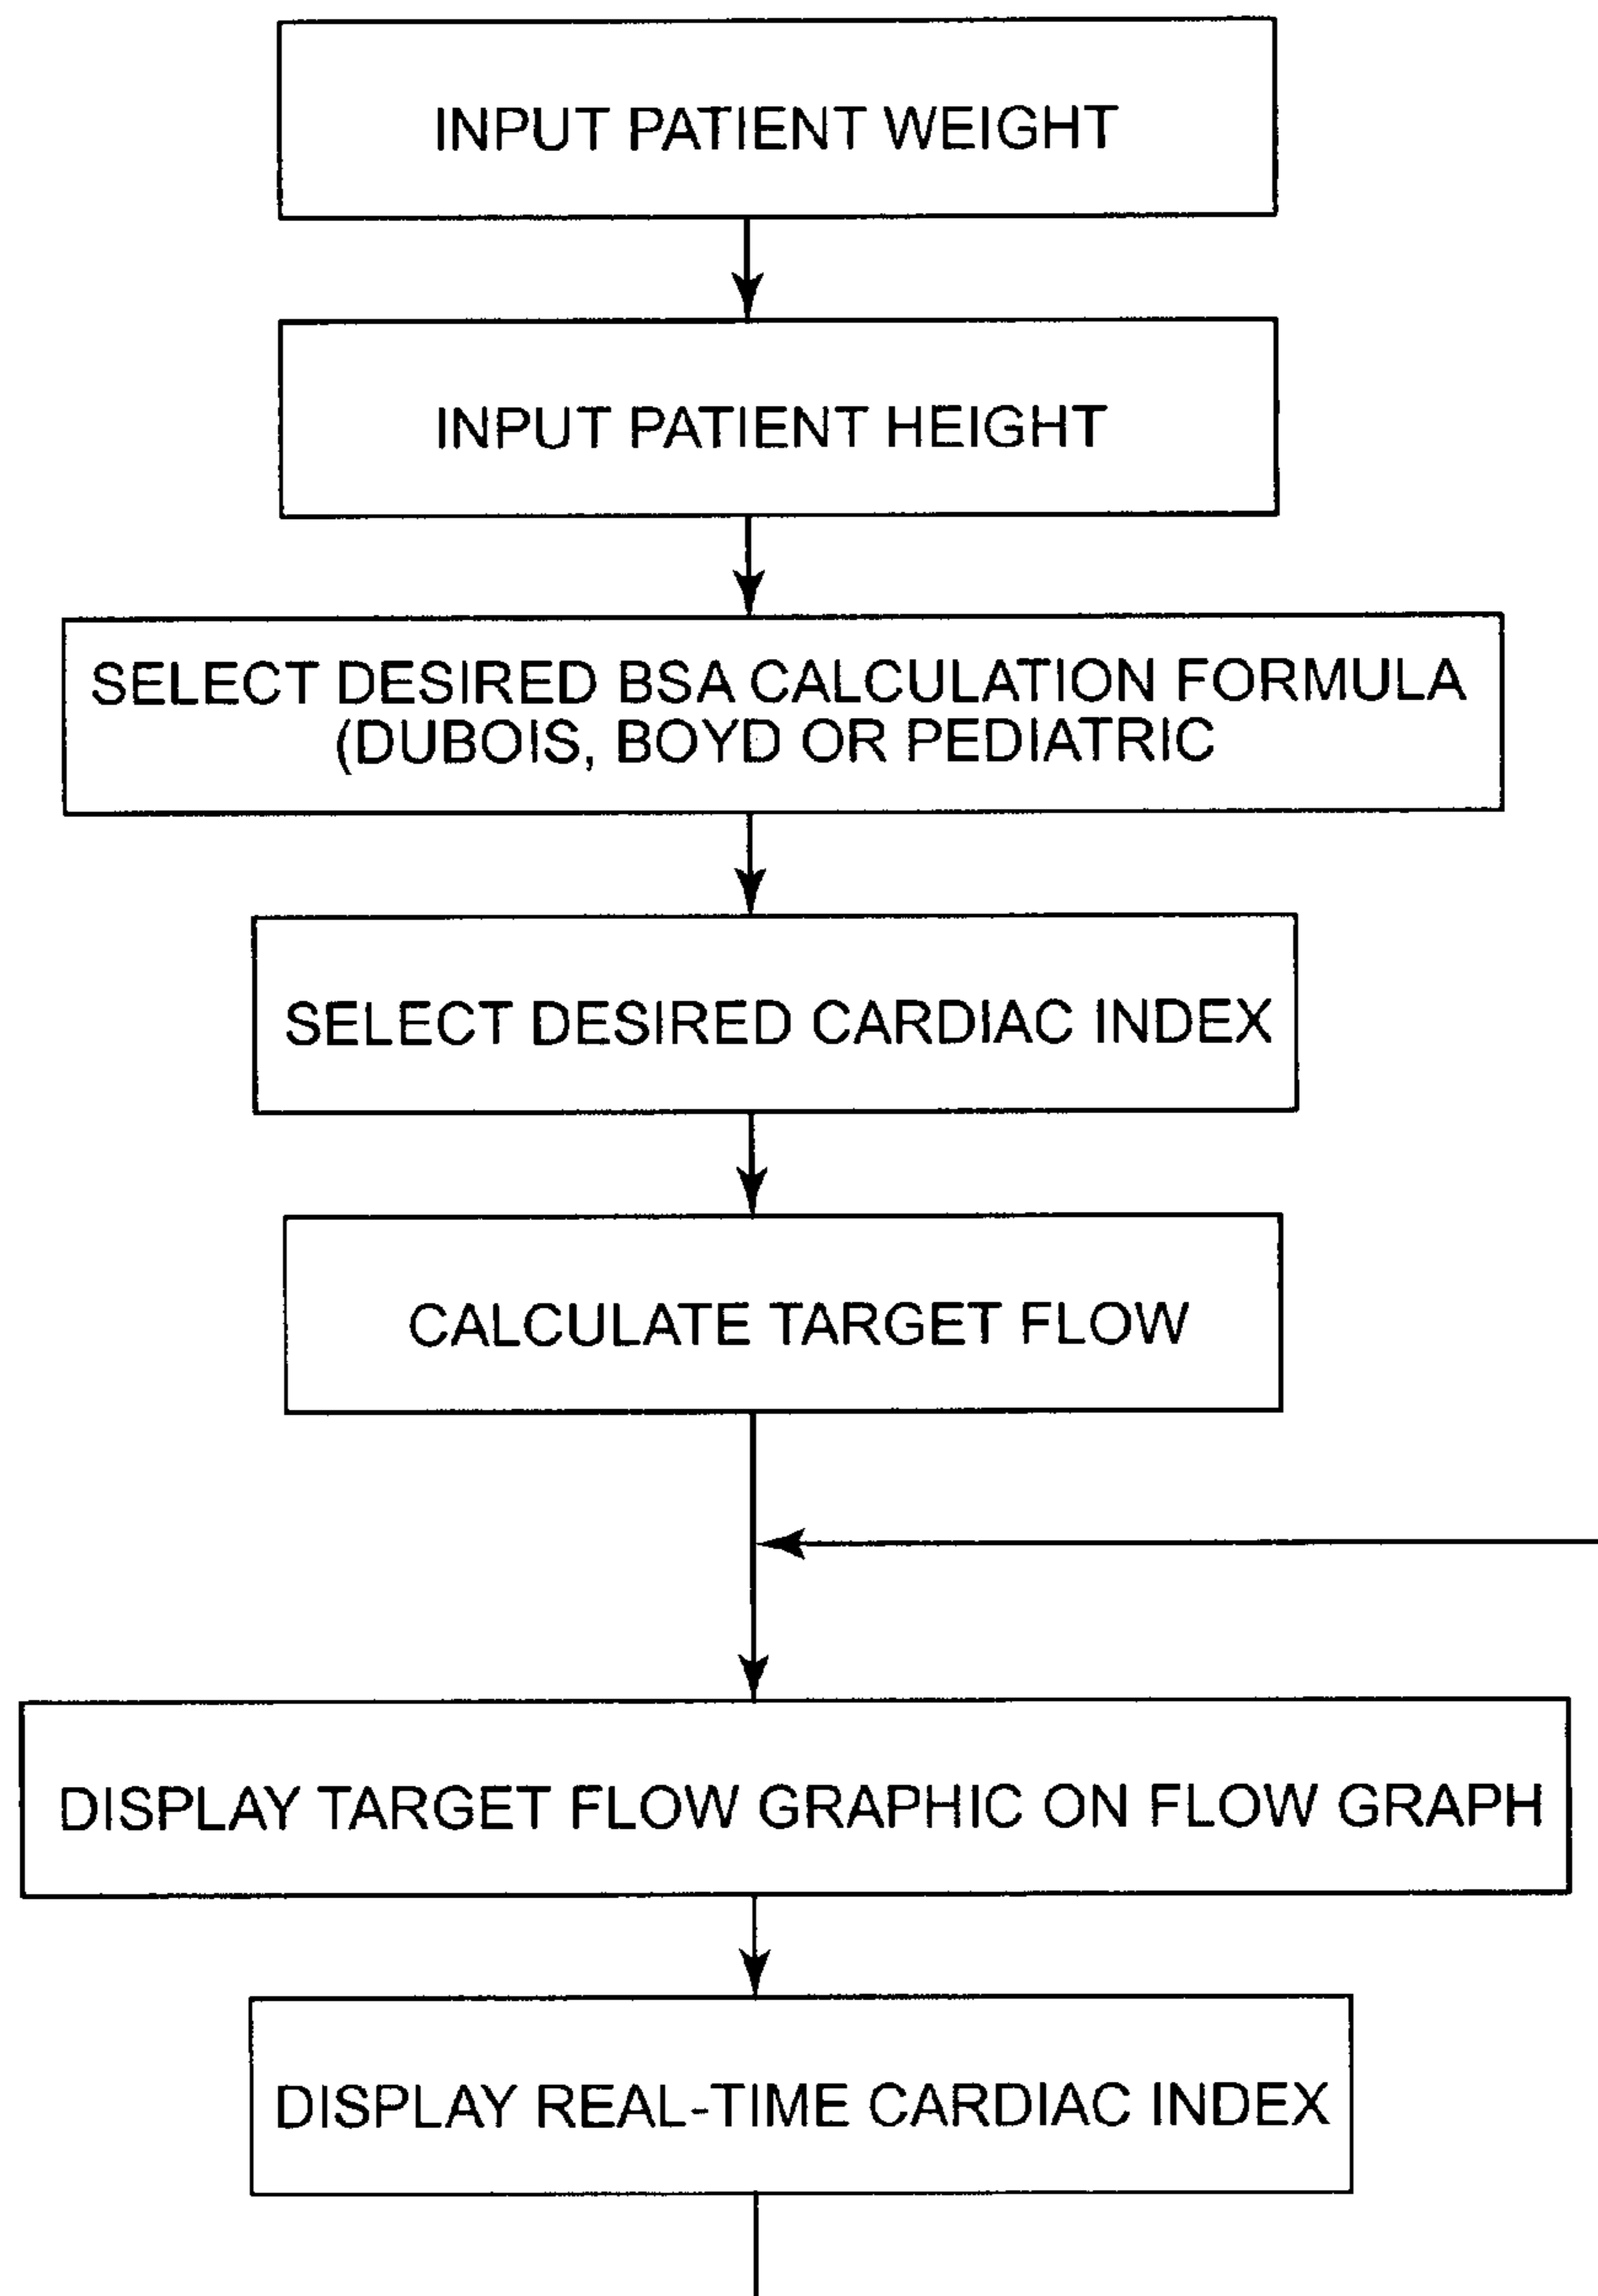 INPUT PATIENT WEIGHT
INPUT PATIENT HEIGHT
SELECT DESIRED BSA CALCULATION FORMULA
(DUBOIS, BOYD OR PEDIATRIC
SELECT DESIRED CARDIAC INDEX
CALCULATE TARGET FLOW
DISPLAY TARGET FLOW GRAPHIC ON FLOW GRAPH
DISPLAY REAL-TIME CARDIAC INDEX